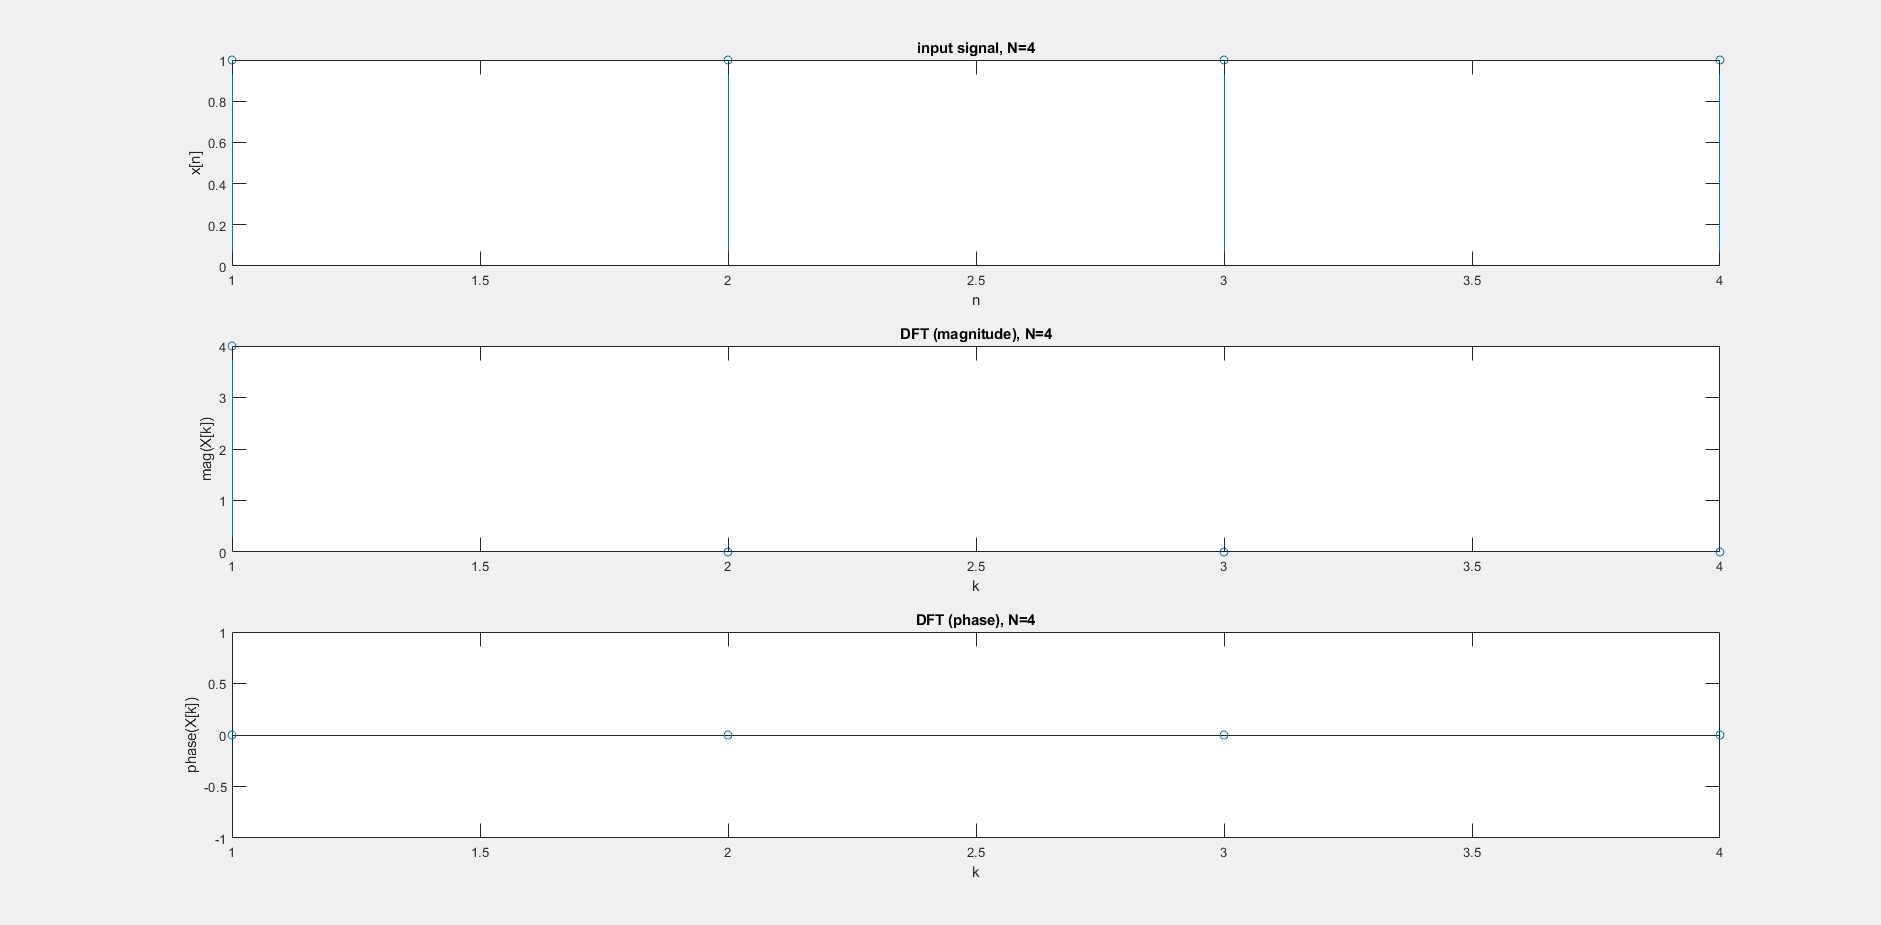 input signal, N=4
1
0.8
0.6
0.4
0.2
0
x[n]
1 1.5 2 2.5 3 3.5 4
n
DFT (magnitude), N=4
4
3
2
1
0
mag(X[k])
1 1.5 2 2.5 3 3.5 4
k
DFT (phase), N=4
1
0.5
0
-0.5
-1
phase(X[k])
1 1.5 2 2.5 3 3.5 4
k